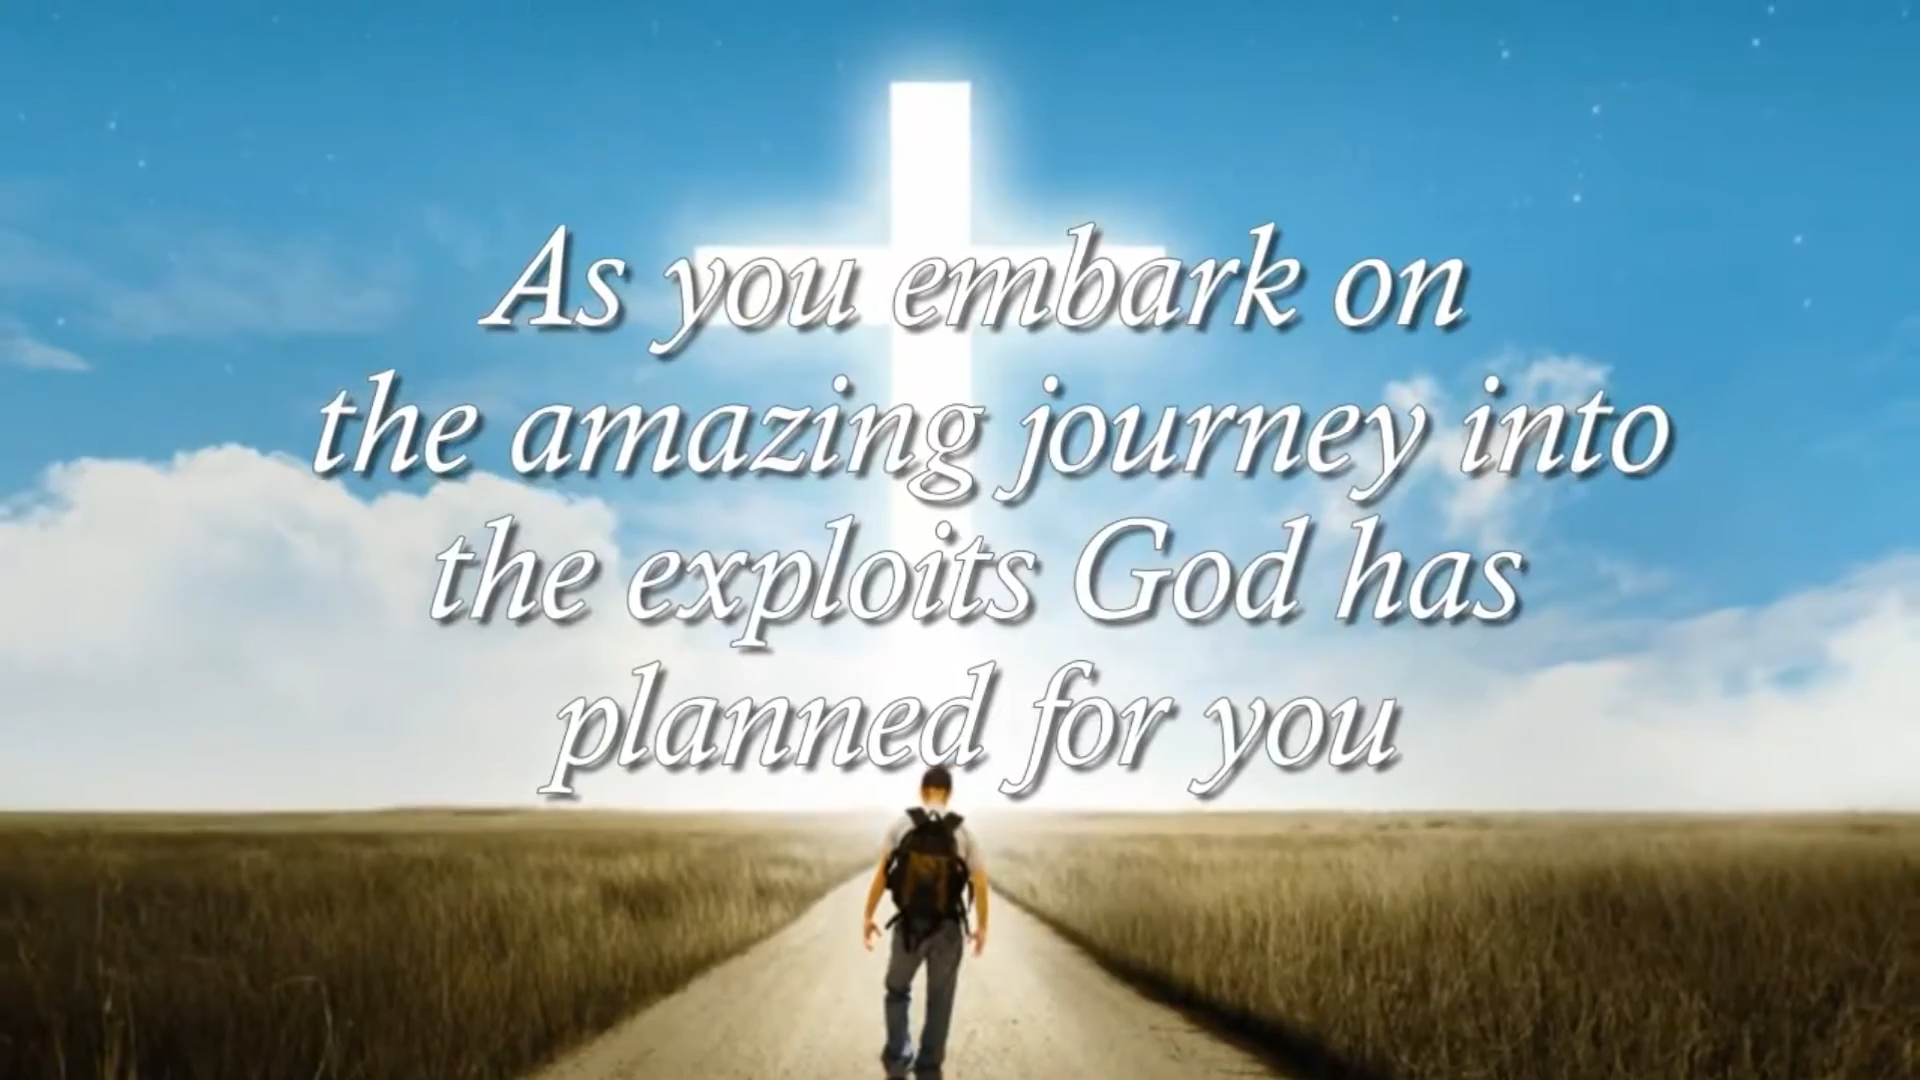 As you embark on
the amazing journey into
the exploits God has
planned for you